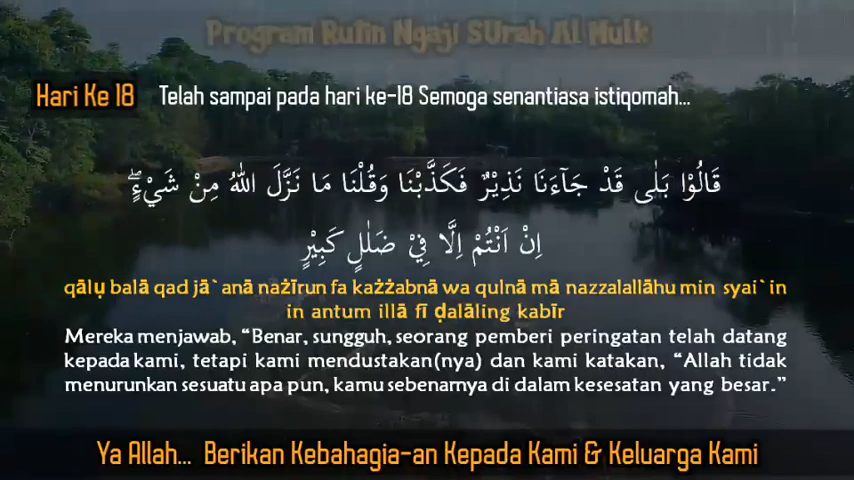 Program Rutin Ngaji SUrah Al Mulk
Hari Ke 18
Telah sampai pada hari ke-18 Semoga senantiasa istiqomah...
قَالُوْا بَلٰى قَدْ جَاۤءَنَا نَذِيْرٌ فَكَذَّبْنَا وَقُلْنَا مَا نَزَّلَ اللّٰهُ مِنْ شَيْءٍۖ
اِنْ اَنْتُمْ اِلَّا فِيْ ضَلٰلٍ كَبِيْرٍ
qālụ balā qad jā`anā nażīrun fa każżabnā wa qulnā mā nazzalallāhu min syai`in
in antum illā fī ḍalāling kabīr
Mereka menjawab, “Benar, sungguh, seorang pemberi peringatan telah datang
kepada kami, tetapi kami mendustakan(nya) dan kami katakan, “Allah tidak
menurunkan sesuatu apa pun, kamu sebenarnya di dalam kesesatan yang besar.”
Ya Allah... Berikan Kebahagia-an Kepada Kami & Keluarga Kami